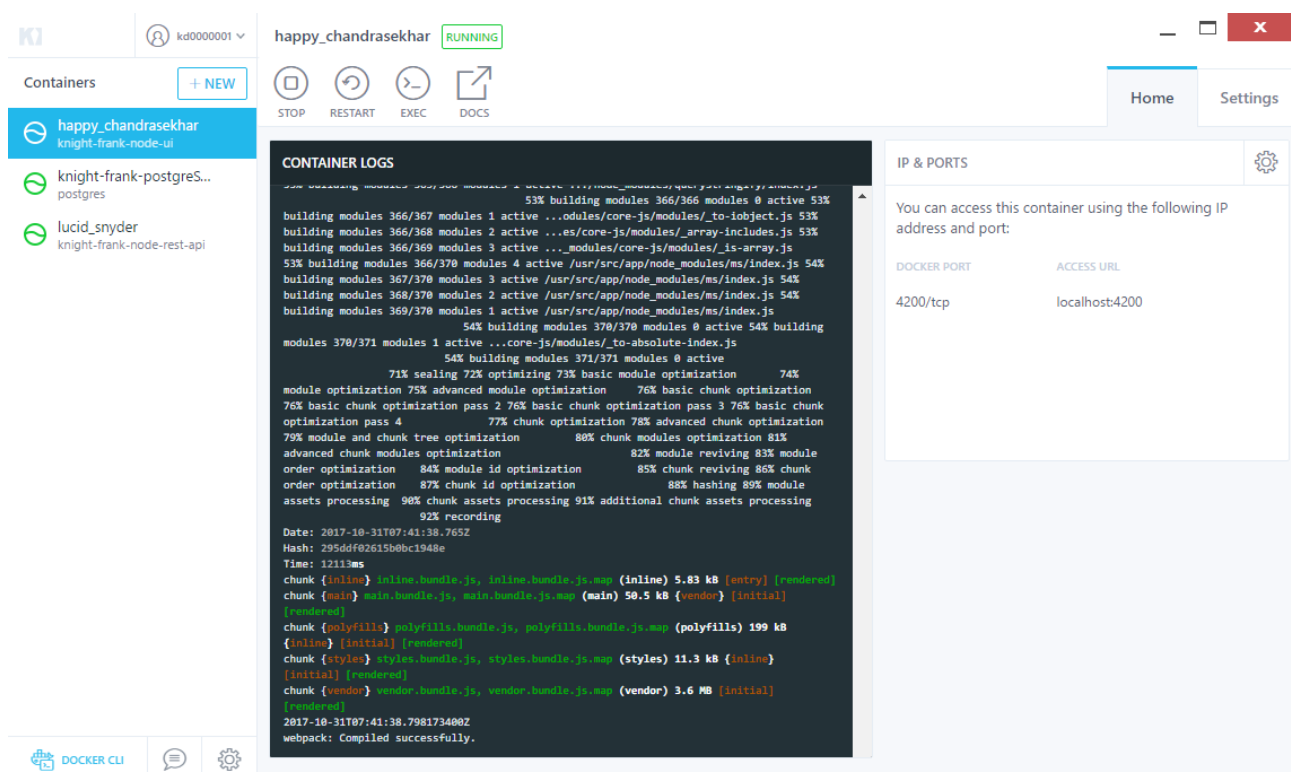 kd0000001
happy_chandrasekhar RUNNING
Containers
+ NEW
STOP RESTART EXEC DOCS
Home Settings
happy_chandrasekhar
knight-frank-node-ui
knight-frank-postgreS...
postgres
lucid_snyder
knight-frank-node-rest-api
CONTAINER LOGS
53% building modules 366/366 modules 0 active 53%
building modules 366/367 modules 1 active ...odules/core-js/modules/_to-iobject.js 53%
building modules 366/368 modules 2 active ...es/core-js/modules/_array-includes.js 53%
building modules 366/369 modules 3 active ..._modules/core-js/modules/_is-array.js
53% building modules 366/370 modules 4 active /usr/src/app/node_modules/ms/index.js 54%
building modules 367/370 modules 3 active /usr/src/app/node_modules/ms/index.js 54%
building modules 368/370 modules 2 active /usr/src/app/node_modules/ms/index.js 54%
building modules 369/370 modules 1 active /usr/src/app/node_modules/ms/index.js
54% building modules 370/370 modules 0 active 54% building
modules 370/371 modules 1 active ...core-js/modules/_to-absolute-index.js
54% building modules 371/371 modules 0 active
71% sealing 72% optimizing 73% basic module optimization 74%
module optimization 75% advanced module optimization 76% basic chunk optimization
76% basic chunk optimization pass 2 76% basic chunk optimization pass 3 76% basic chunk
optimization pass 4 77% chunk optimization 78% advanced chunk optimization
79% module and chunk tree optimization 80% chunk modules optimization 81%
advanced chunk modules optimization 82% module reviving 83% module
order optimization 84% module id optimization 85% chunk reviving 86% chunk
order optimization 87% chunk id optimization 88% hashing 89% module
assets processing 90% chunk assets processing 91% additional chunk assets processing
92% recording
Date: 2017-10-31T07:41:38.765Z
Hash: 295ddf02615b0bc1948e
Time: 12113ms
chunk {inline} inline.bundle.js, inline.bundle.js.map (inline) 5.83 kB [entry] [rendered]
chunk {main} main.bundle.js, main.bundle.js.map (main) 50.5 kB {vendor} [initial]
[rendered]
chunk {polyfills} polyfills.bundle.js, polyfills.bundle.js.map (polyfills) 199 kB
{inline} [initial] [rendered]
chunk {styles} styles.bundle.js, styles.bundle.js.map (styles) 11.3 kB {inline}
[initial] [rendered]
chunk {vendor} vendor.bundle.js, vendor.bundle.js.map (vendor) 3.6 MB [initial]
[rendered]
2017-10-31T07:41:38.798173400Z
webpack: Compiled successfully.
IP & PORTS
You can access this container using the following IP
address and port:
DOCKER PORT ACCESS URL
4200/tcp localhost:4200
DOCKER CLI